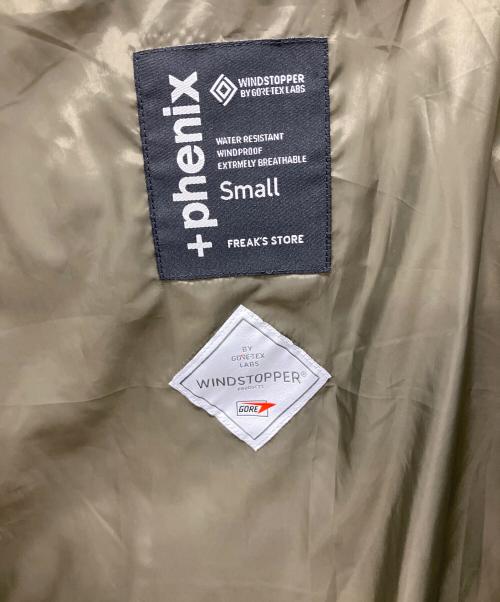 +phenix
WINDSTOPPER
BY GORE-TEX LABS
WATER RESISTANT
WINDPROOF
EXTRMELY BREATHABLE
Small
FREAK'S STORE
BY
GORE-TEX
LABS
WINDSTOPPER®
PRODUCTS
GORE